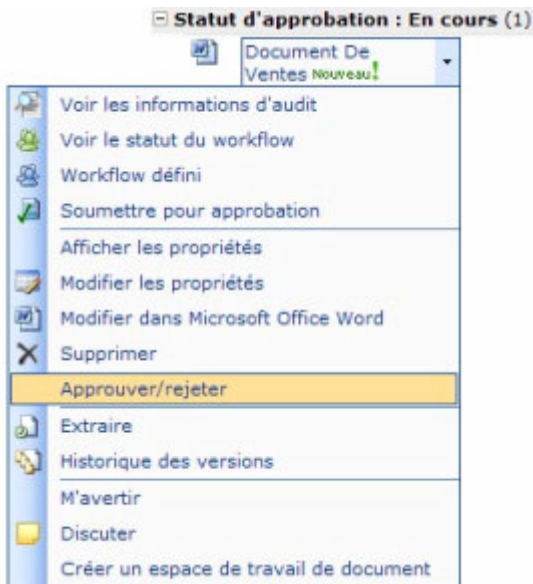 Statut d'approbation : En cours (1)
Document De
Ventes Nouveau!
Voir les informations d'audit
Voir le statut du workflow
Workflow défini
Soumettre pour approbation
Afficher les propriétés
Modifier les propriétés
Modifier dans Microsoft Office Word
Supprimer
Approuver/rejeter
Extraire
Historique des versions
M'avertir
Discuter
Créer un espace de travail de document